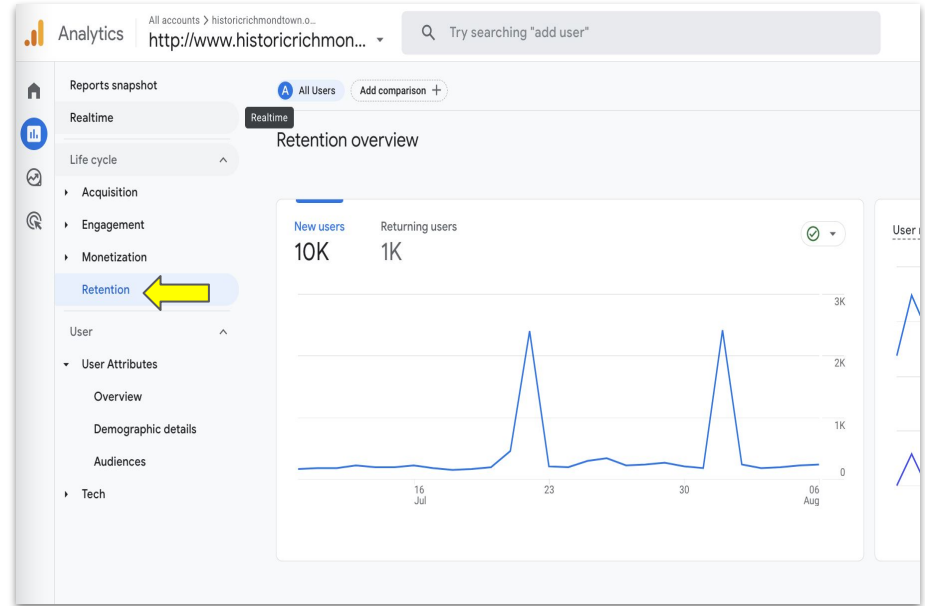 Analytics
All accounts > historicrichmondtown.o...
http://www.historicrichmon...
Try searching "add user"
Reports snapshot
Realtime
Life cycle
Acquisition
Engagement
Monetization
Retention
User
User Attributes
Overview
Demographic details
Audiences
Tech
A All Users
Add comparison +
Realtime
Retention overview
New users
10K
Returning users
1K
3K
2K
1K
0
16
Jul
23
30
06
Aug
User